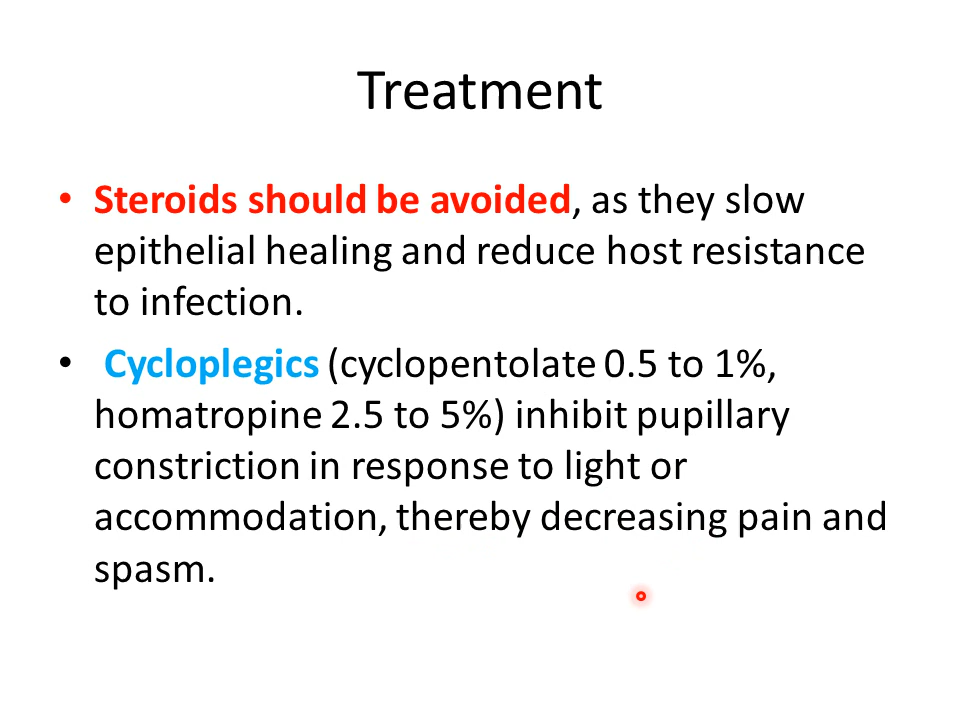 Treatment
• Steroids should be avoided, as they slow
epithelial healing and reduce host resistance
to infection.
• Cycloplegics (cyclopentolate 0.5 to 1%,
homatropine 2.5 to 5%) inhibit pupillary
constriction in response to light or
accommodation, thereby decreasing pain and
spasm.